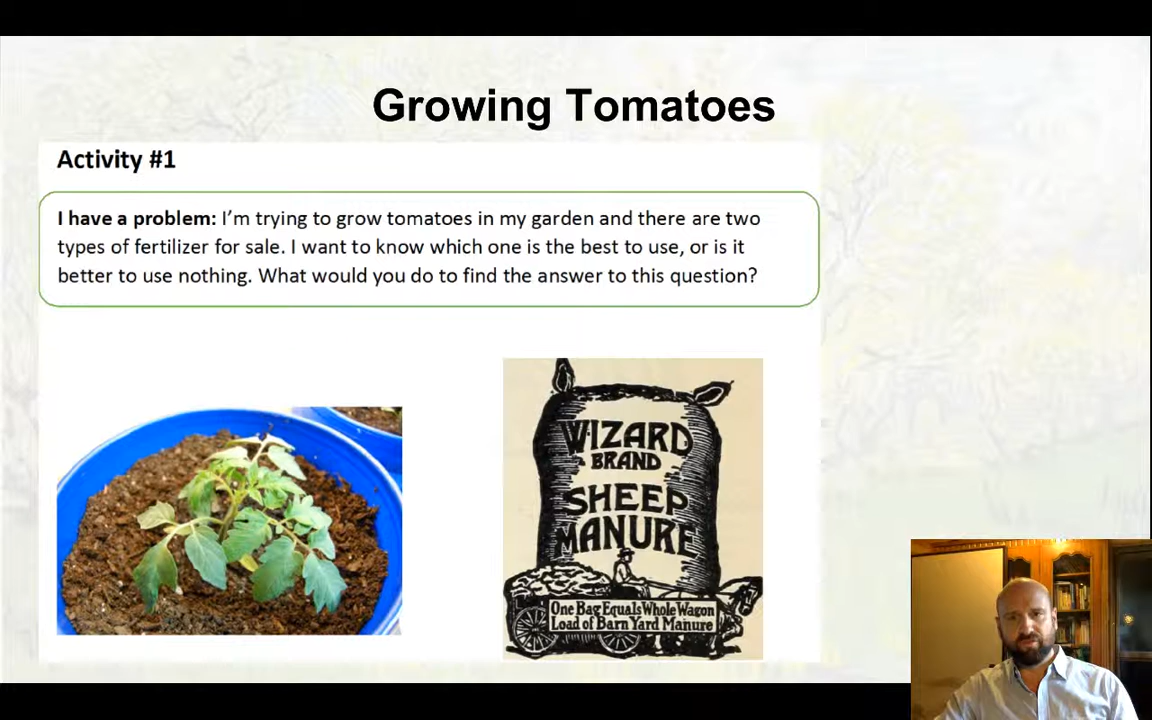 Growing Tomatoes
Activity #1
I have a problem: I’m trying to grow tomatoes in my garden and there are two
types of fertilizer for sale. I want to know which one is the best to use, or is it
better to use nothing. What would you do to find the answer to this question?
WIZARD
BRAND
SHEEP
MANURE
One Bag Equals Whole Wagon
Load of Barn Yard Manure